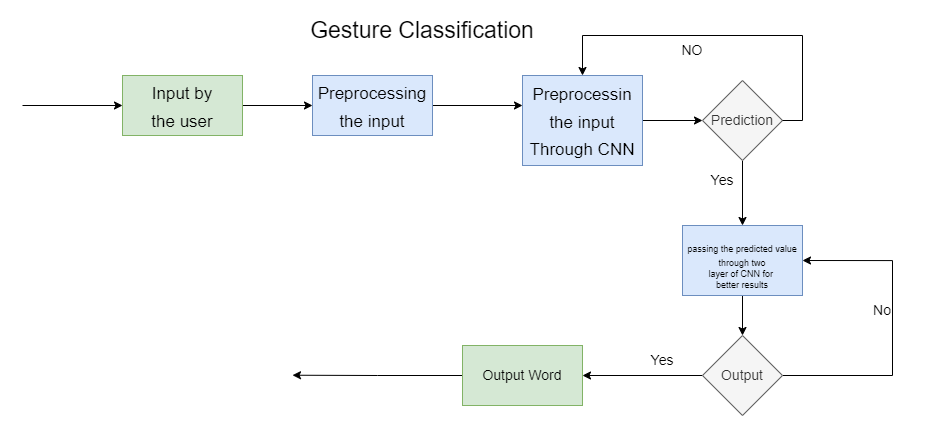 Gesture Classification
NO
Input by
the user
Preprocessing
the input
Preprocessin
the input
Through CNN
Prediction
Yes
passing the predicted value
through two
layer of CNN for
better results
No
Yes
Output Word
Output